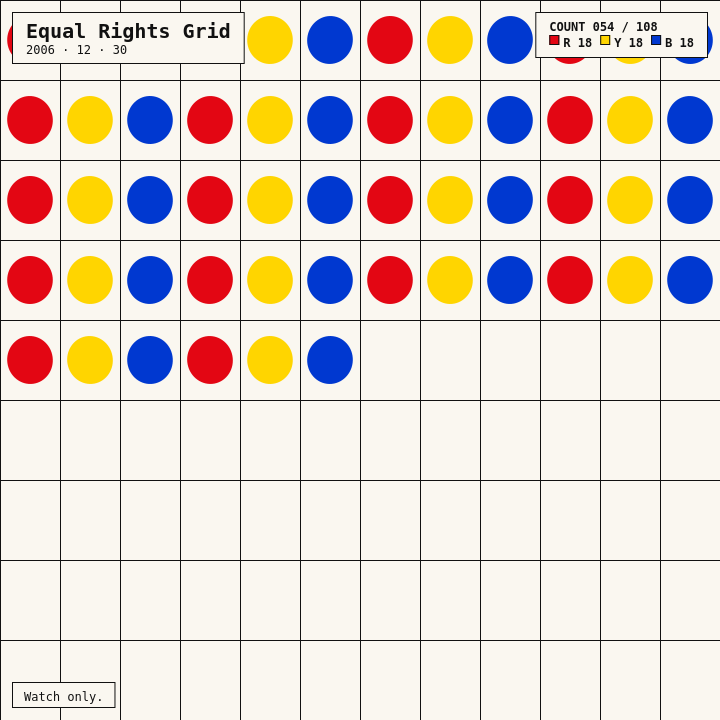 Equal Rights Grid
2006 · 12 · 30
COUNT 054 / 108
R 18 Y 18 B 18
Watch only.